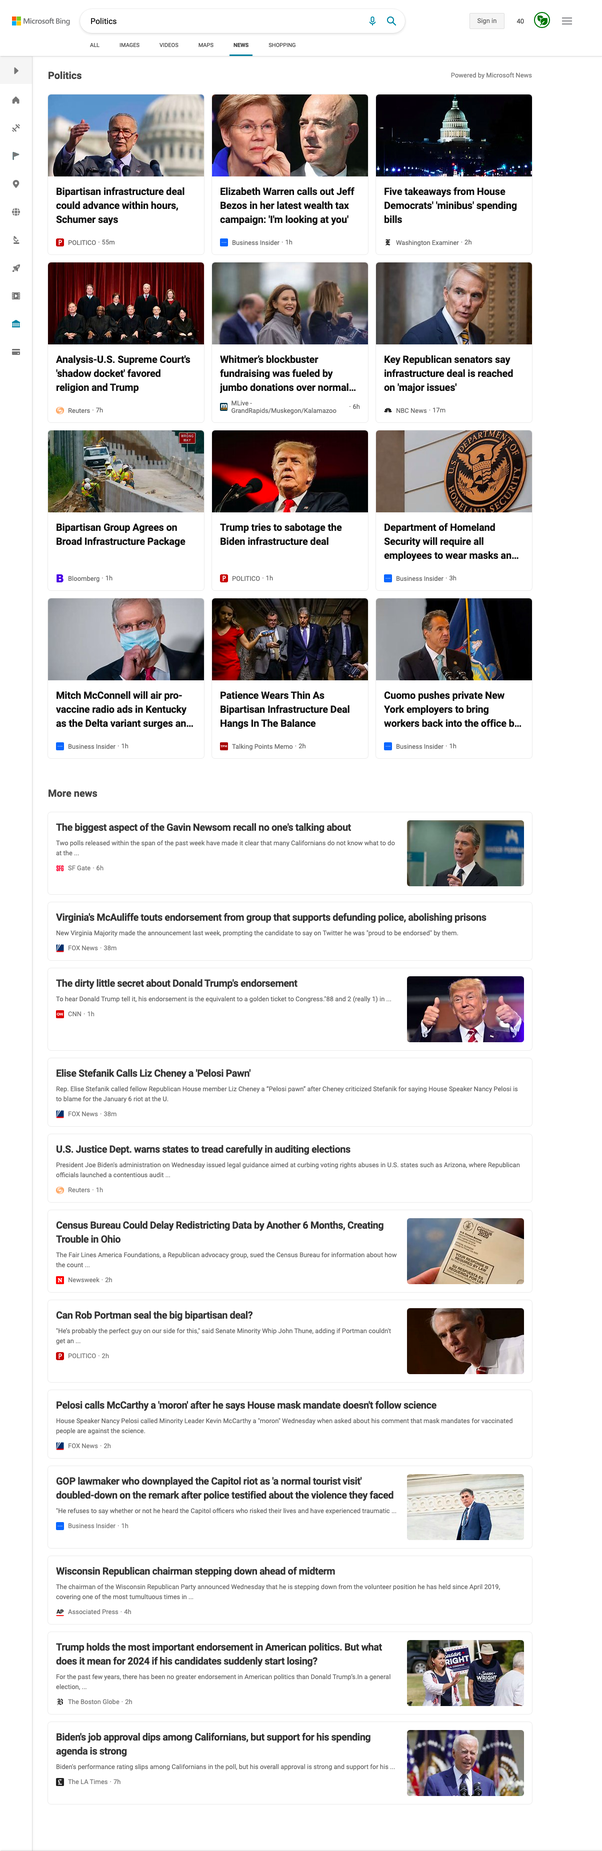 Microsoft Bing
Politics
Sign in
40
ALL
IMAGES
VIDEOS
MAPS
NEWS
SHOPPING
Politics
Powered by Microsoft News
Bipartisan infrastructure deal
could advance within hours,
Schumer says
POLITICO · 55m
Elizabeth Warren calls out Jeff
Bezos in her latest wealth tax
campaign: 'I'm looking at you'
Business Insider · 1h
Five takeaways from House
Democrats' 'minibus' spending
bills
Washington Examiner · 2h
Analysis-U.S. Supreme Court's
'shadow docket' favored
religion and Trump
Reuters · 7h
Whitmer's blockbuster
fundraising was fueled by
jumbo donations over normal...
MLive -
GrandRapids/Muskegon/Kalamazoo · 6h
Key Republican senators say
infrastructure deal is reached
on 'major issues'
NBC News · 17m
WRONG
WAY
Bipartisan Group Agrees on
Broad Infrastructure Package
Bloomberg · 1h
Trump tries to sabotage the
Biden infrastructure deal
POLITICO · 1h
Department of Homeland
Security will require all
employees to wear masks an...
Business Insider · 3h
Mitch McConnell will air pro-
vaccine radio ads in Kentucky
as the Delta variant surges an...
Business Insider · 1h
Patience Wears Thin As
Bipartisan Infrastructure Deal
Hangs In The Balance
Talking Points Memo · 2h
Cuomo pushes private New
York employers to bring
workers back into the office b...
Business Insider · 1h
More news
The biggest aspect of the Gavin Newsom recall no one's talking about
Two polls released within the span of the past week have made it clear that many Californians do not know what to do
at the ...
SF Gate · 6h
Virginia's McAuliffe touts endorsement from group that supports defunding police, abolishing prisons
New Virginia Majority made the announcement last week, prompting the candidate to say on Twitter he was "proud to be endorsed" by them.
FOX News · 38m
The dirty little secret about Donald Trump's endorsement
To hear Donald Trump tell it, his endorsement is the equivalent to a golden ticket to Congress."88 and 2 (really 1) in ...
CNN · 1h
Elise Stefanik Calls Liz Cheney a 'Pelosi Pawn'
Rep. Elise Stefanik called fellow Republican House member Liz Cheney a "Pelosi pawn" after Cheney criticized Stefanik for saying House Speaker Nancy Pelosi is
to blame for the January 6 riot at the U.
FOX News · 38m
U.S. Justice Dept. warns states to tread carefully in auditing elections
President Joe Biden's administration on Wednesday issued legal guidance aimed at curbing voting rights abuses in U.S. states such as Arizona, where Republican
officials launched a contentious audit ...
Reuters · 1h
Census Bureau Could Delay Redistricting Data by Another 6 Months, Creating
Trouble in Ohio
The Fair Lines America Foundations, a Republican advocacy group, sued the Census Bureau for information about how
the count ...
Newsweek · 2h
Can Rob Portman seal the big bipartisan deal?
"He's probably the perfect guy on our side for this," said Senate Minority Whip John Thune, adding if Portman couldn't
get an ...
POLITICO · 2h
Pelosi calls McCarthy a 'moron' after he says House mask mandate doesn't follow science
House Speaker Nancy Pelosi called Minority Leader Kevin McCarthy a "moron" Wednesday when asked about his comment that mask mandates for vaccinated
people are against the science.
FOX News · 2h
GOP lawmaker who downplayed the Capitol riot as 'a normal tourist visit'
doubled-down on the remark after police testified about the violence they faced
"He refuses to say whether or not he heard the Capitol officers who risked their lives and have experienced traumatic ...
Business Insider · 1h
Wisconsin Republican chairman stepping down ahead of midterm
The chairman of the Wisconsin Republican Party announced Wednesday that he is stepping down from the volunteer position he has held since April 2019,
covering one of the most tumultuous times in ...
AP Associated Press · 4h
Trump holds the most important endorsement in American politics. But what
does it mean for 2024 if his candidates suddenly start losing?
For the past few years, there has been no greater endorsement in American politics than Donald Trump's.In a general
election, ...
WRIGHT
WRIGHT
The Boston Globe · 2h
Biden's job approval dips among Californians, but support for his spending
agenda is strong
Biden's performance rating slips among Californians in the poll, but his overall approval is strong and support for his ...
The LA Times · 7h